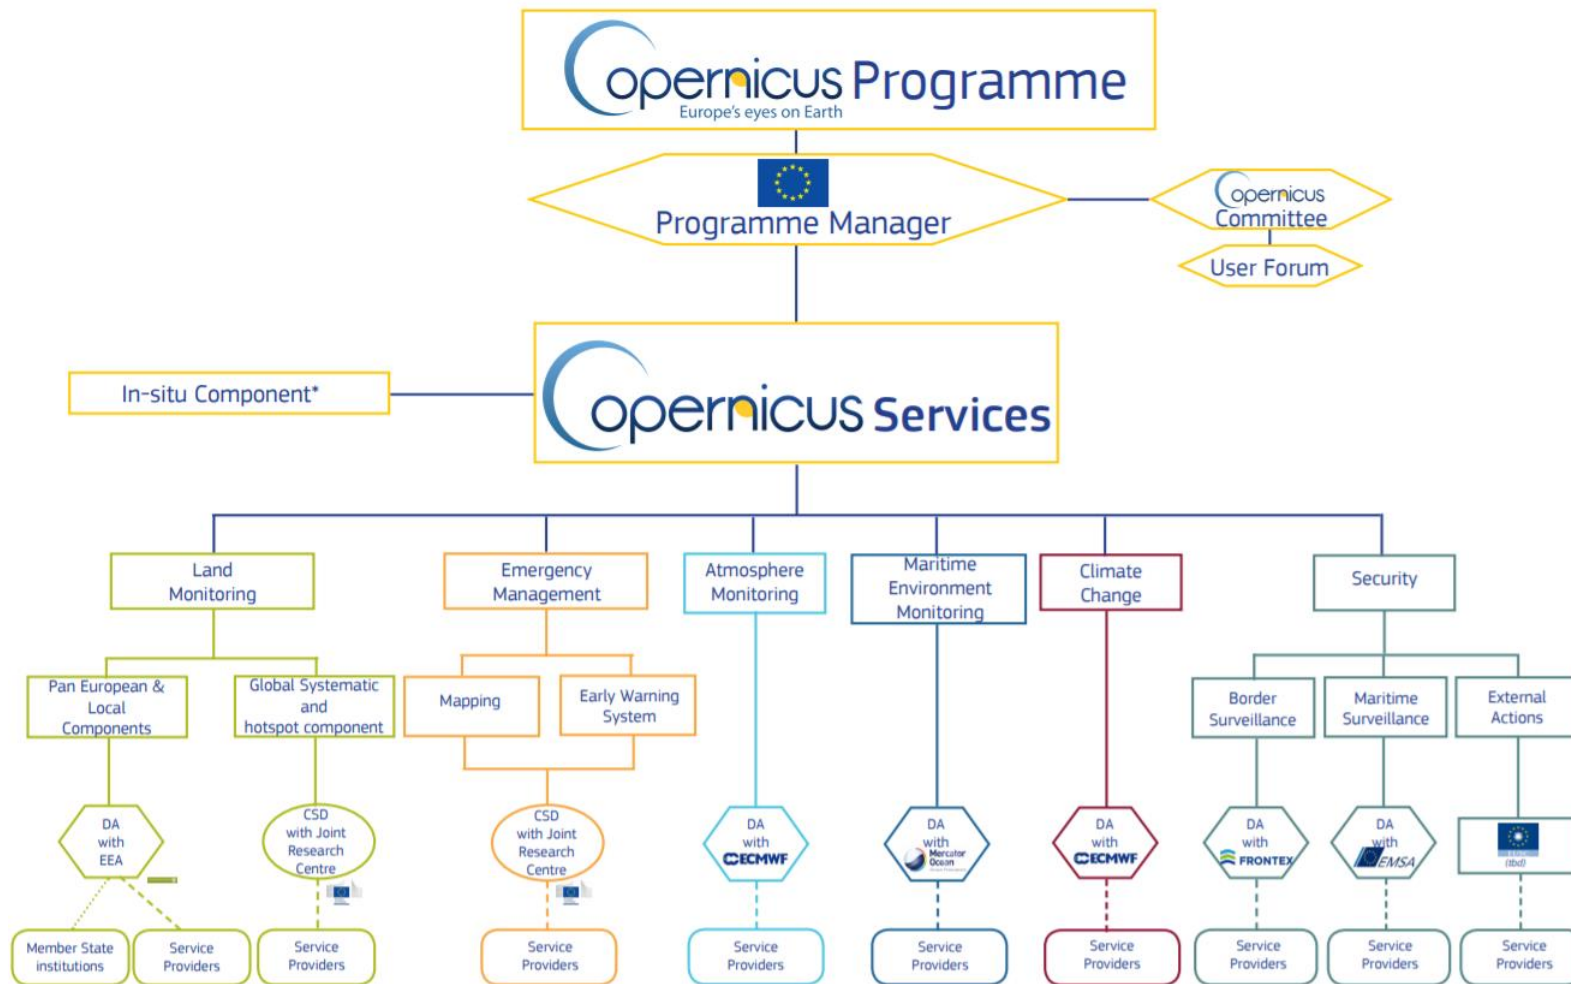 Copernicus Programme
Europe's eyes on Earth
Programme Manager
Copernicus
Committee
User Forum
In-situ Component*
Copernicus Services
Land
Monitoring
Emergency
Management
Atmosphere
Monitoring
Maritime
Environment
Monitoring
Climate
Change
Security
Pan European &
Local
Components
Global Systematic
and
hotspot component
Mapping
Early Warning
System
Border
Surveillance
Maritime
Surveillance
External
Actions
DA
with
EEA
CSD
with Joint
Research
Centre
CSD
with Joint
Research
Centre
DA
with
ECMWF
DA
with
Mercator
Ocean
DA
with
ECMWF
DA
with
FRONTEX
DA
with
EMSA
(tbd)
Member State
institutions
Service
Providers
Service
Providers
Service
Providers
Service
Providers
Service
Providers
Service
Providers
Service
Providers
Service
Providers
Service
Providers